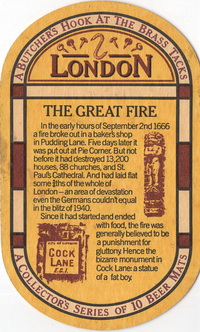 A BUTCHER'S HOOK AT THE BRASS TACKS
LONDON
THE GREAT FIRE
In the early hours of September 2nd 1666
a fire broke out in a baker's shop
in Pudding Lane. Five days later it
was put out at Pie Corner. But not
before it had destroyed 13,200
houses, 88 churches, and St.
Paul's Cathedral. And had laid flat
some ⅚ths of the whole of
London—an area of devastation
even the Germans couldn't equal
in the blitz of 1940.
Since it had started and ended
with food, the fire was
generally believed to be
a punishment for
gluttony. Hence the
bizarre monument in
Cock Lane: a statue
of a fat boy.
COCK
LANE
E.C.1.
A COLLECTOR'S SERIES OF 10 BEER MATS